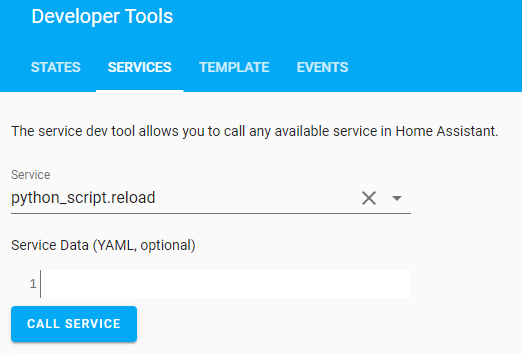 Developer Tools
STATES SERVICES TEMPLATE EVENTS
The service dev tool allows you to call any available service in Home Assistant.
Service
python_script.reload
Service Data (YAML, optional)
1
CALL SERVICE